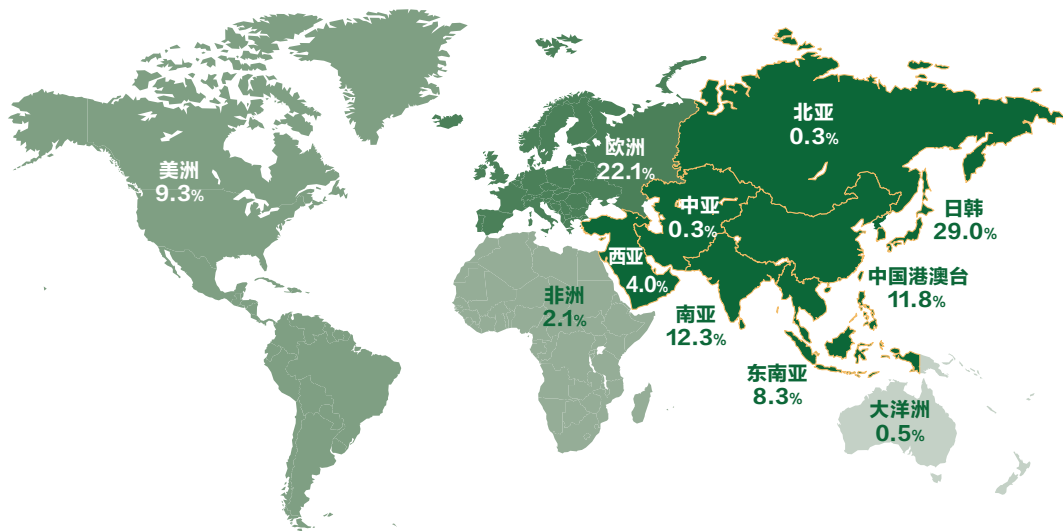 北亚
0.3%
欧洲
22.1%
美洲
9.3%
中亚
0.3%
日韩
29.0%
西亚
4.0%
中国港澳台
11.8%
非洲
2.1%
南亚
12.3%
东南亚
8.3%
大洋洲
0.5%